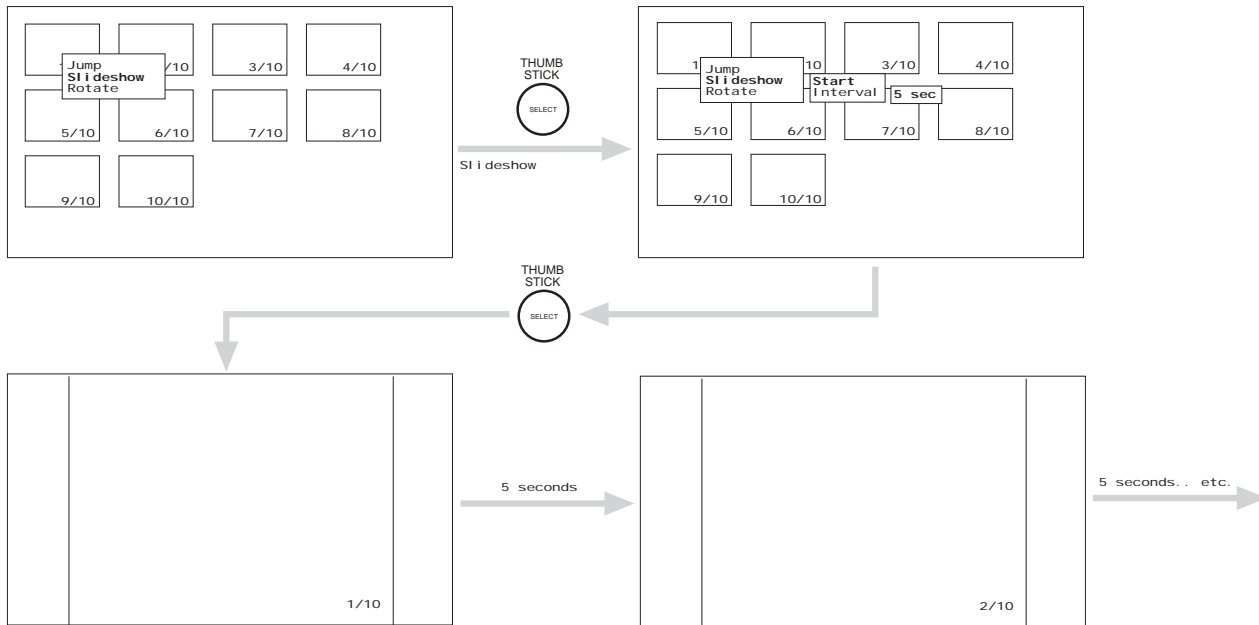 Jump
Slideshow
Rotate
/10
3/10
4/10
5/10
6/10
7/10
8/10
9/10
10/10
THUMB
STICK
SELECT
Slideshow
1
10
3/10
4/10
Jump
Slideshow
Rotate
Start
Interval
5 sec
5/10
6/10
7/10
8/10
9/10
10/10
THUMB
STICK
SELECT
1/10
5 seconds
2/10
5 seconds.. etc.